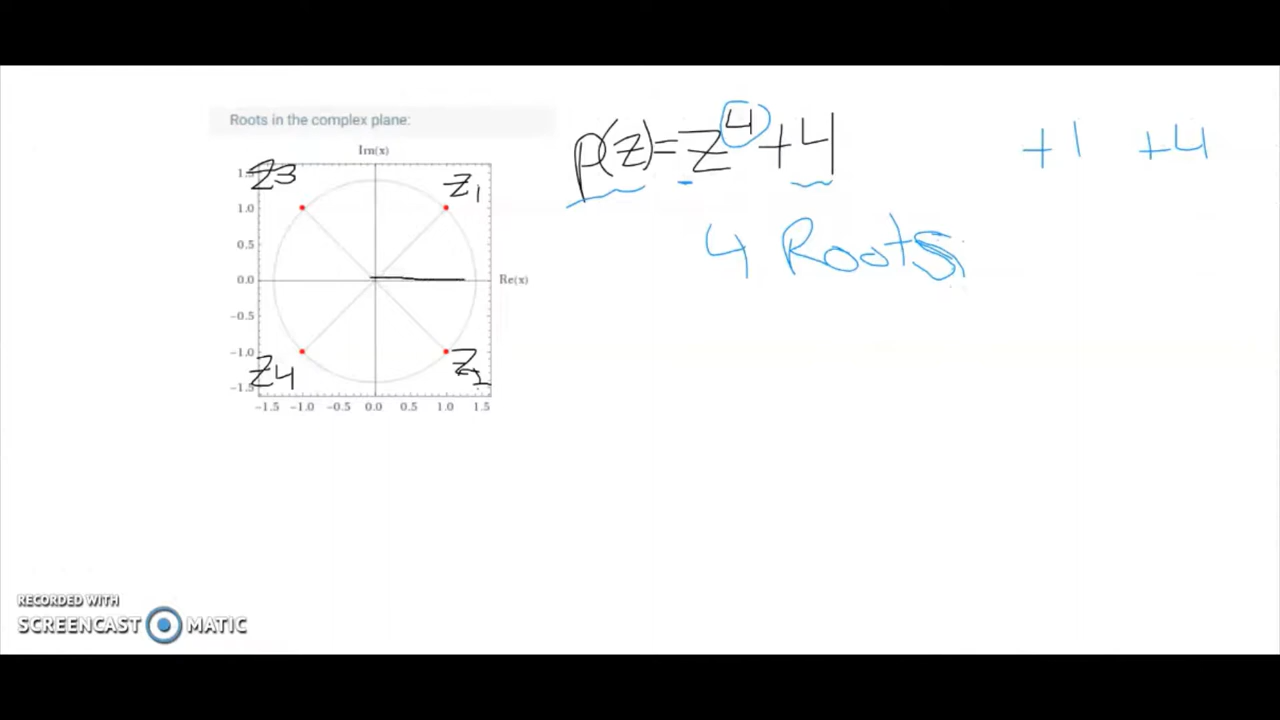 Roots in the complex plane:
p(z)=z^4+4
+1 +4
4 Roots
Im(x)
1.5
z3
z1
1.0
0.5
0.0
Re(x)
-0.5
-1.0
z4
z2
-1.5
-1.5 -1.0 -0.5 0.0 0.5 1.0 1.5
RECORDED WITH
SCREENCAST MATIC